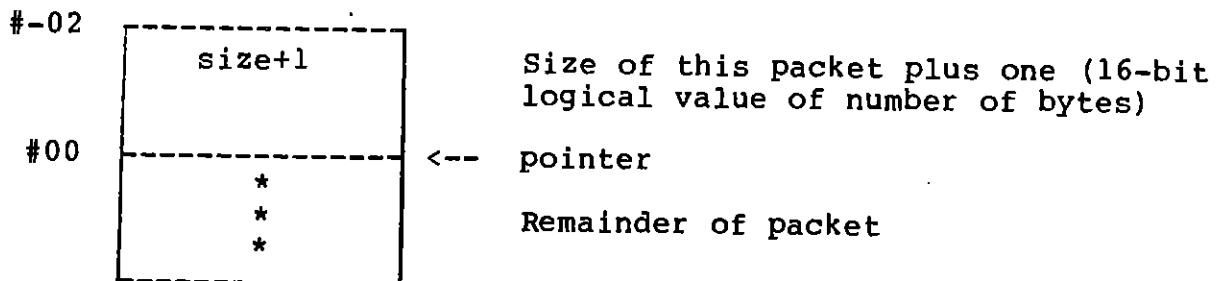 #-02
size+1 Size of this packet plus one (16-bit
logical value of number of bytes)
#00 <-- pointer
*
* Remainder of packet
*